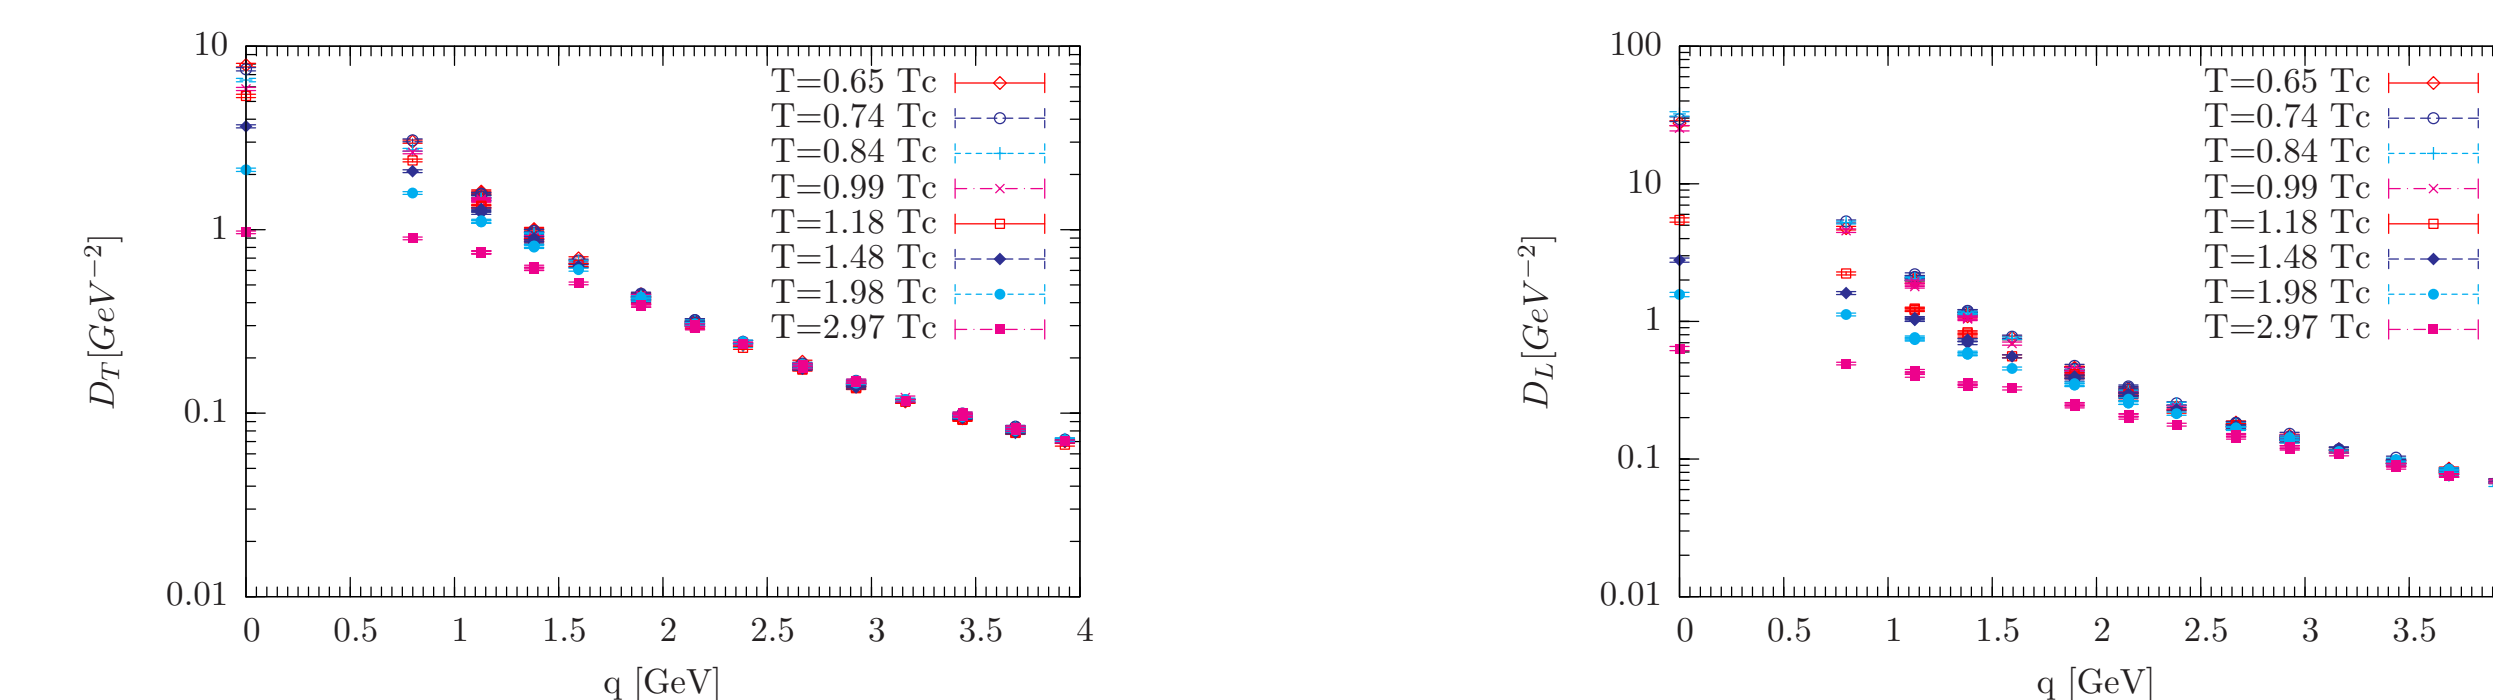 10
1
0.1
0.01
D_T[GeV^{-2}]
T=0.65 Tc
T=0.74 Tc
T=0.84 Tc
T=0.99 Tc
T=1.18 Tc
T=1.48 Tc
T=1.98 Tc
T=2.97 Tc
0 0.5 1 1.5 2 2.5 3 3.5 4
q [GeV]
100
10
1
0.1
0.01
D_L[GeV^{-2}]
T=0.65 Tc
T=0.74 Tc
T=0.84 Tc
T=0.99 Tc
T=1.18 Tc
T=1.48 Tc
T=1.98 Tc
T=2.97 Tc
0 0.5 1 1.5 2 2.5 3 3.5
q [GeV]